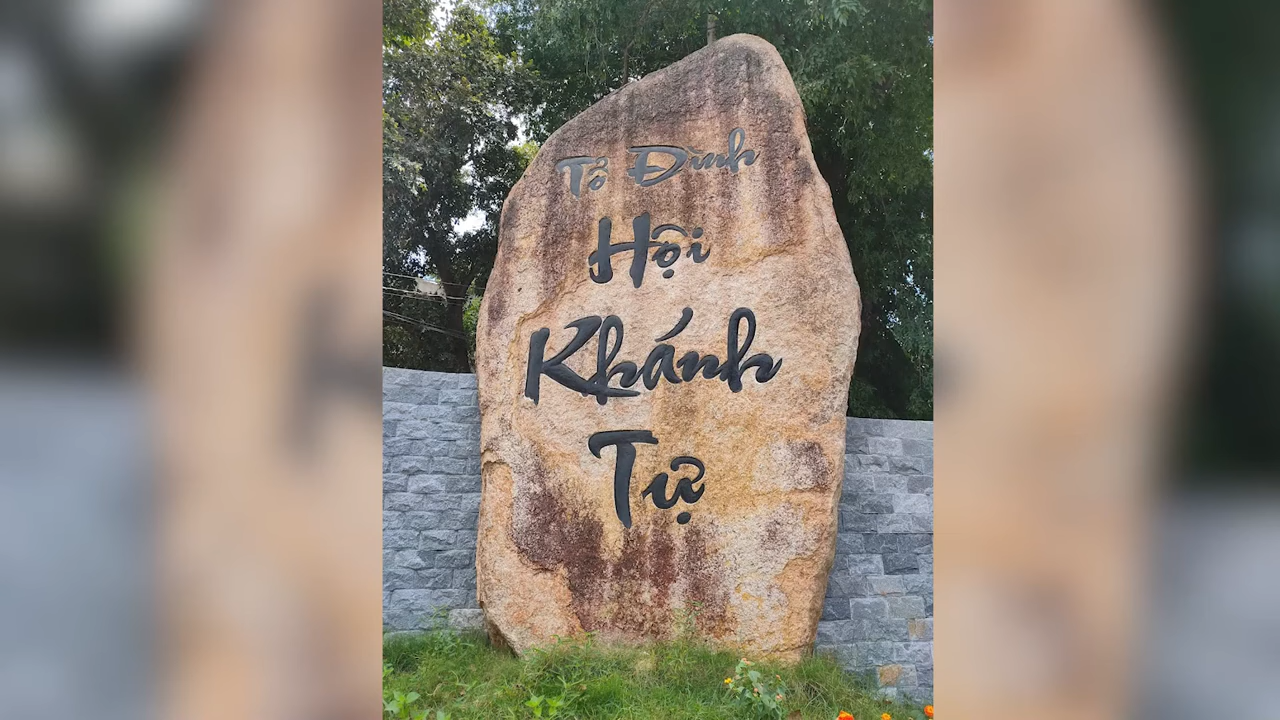 Tổ Đình
Hội
Khánh
Tự